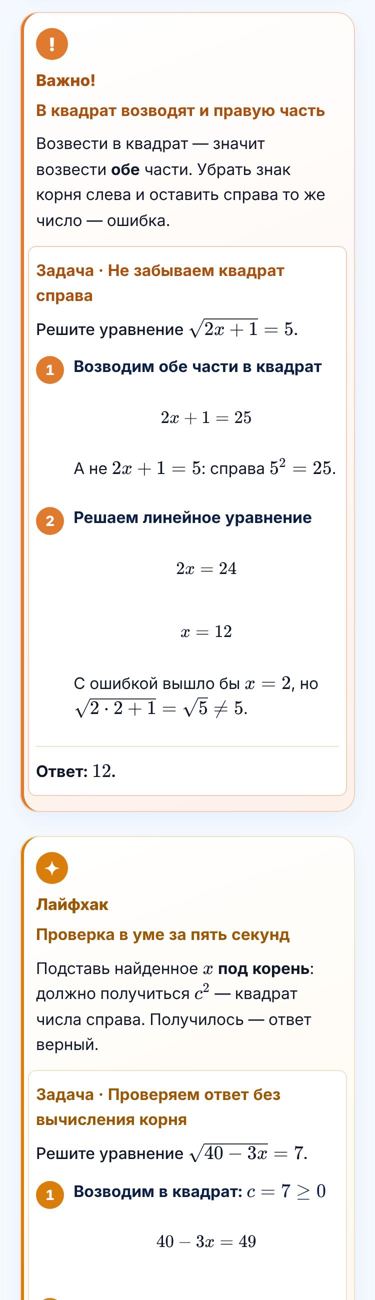 !
Важно!
В квадрат возводят и правую часть
Возвести в квадрат — значит
возвести обе части. Убрать знак
корня слева и оставить справа то же
число — ошибка.
Задача · Не забываем квадрат
справа
Решите уравнение √(2x + 1) = 5.
1 Возводим обе части в квадрат
2x + 1 = 25
А не 2x + 1 = 5: справа 5² = 25.
2 Решаем линейное уравнение
2x = 24
x = 12
С ошибкой вышло бы x = 2, но
√(2 · 2 + 1) = √5 ≠ 5.
Ответ: 12.
Лайфхак
Проверка в уме за пять секунд
Подставь найденное x под корень:
должно получиться c² — квадрат
числа справа. Получилось — ответ
верный.
Задача · Проверяем ответ без
вычисления корня
Решите уравнение √(40 − 3x) = 7.
1 Возводим в квадрат: c = 7 ≥ 0
40 − 3x = 49